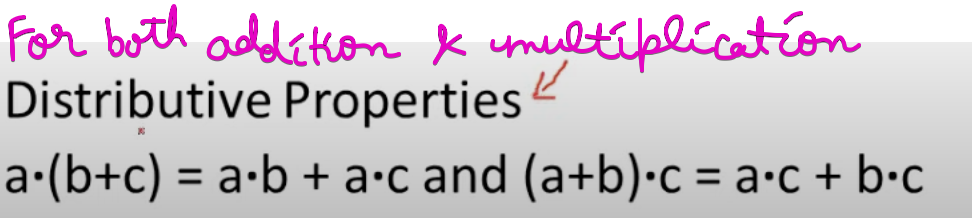 For both addition & multiplication
Distributive Properties
a·(b+c) = a·b + a·c and (a+b)·c = a·c + b·c